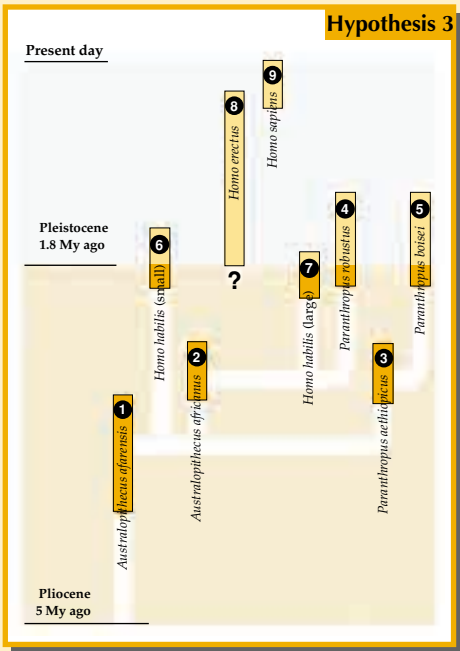 Hypothesis 3
Present day
9
Homo sapiens
8
Homo erectus
4
Paranthropus robustus
5
Paranthropus boisei
Pleistocene
1.8 My ago
6
Homo habilis (small)
7
Homo habilis (large)
?
2
Australopithecus africanus
3
Paranthropus aethiopicus
1
Australopithecus afarensis
Pliocene
5 My ago